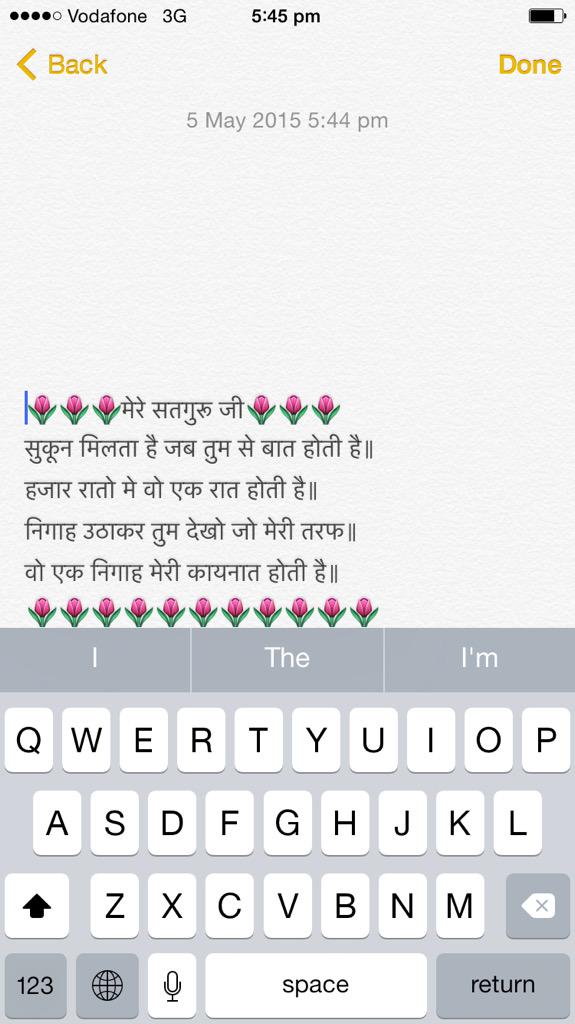 ●●●●○ Vodafone 3G 5:45 pm
Back Done
5 May 2015 5:44 pm
🌷🌷🌷मेरे सतगुरू जी🌷🌷🌷
सुकून मिलता है जब तुम से बात होती है॥
हजार रातो मे वो एक रात होती है॥
निगाह उठाकर तुम देखो जो मेरी तरफ॥
वो एक निगाह मेरी कायनात होती है॥
🌷🌷🌷🌷🌷🌷🌷🌷🌷🌷🌷
I The I'm
Q W E R T Y U I O P
A S D F G H J K L
Z X C V B N M
123 space return